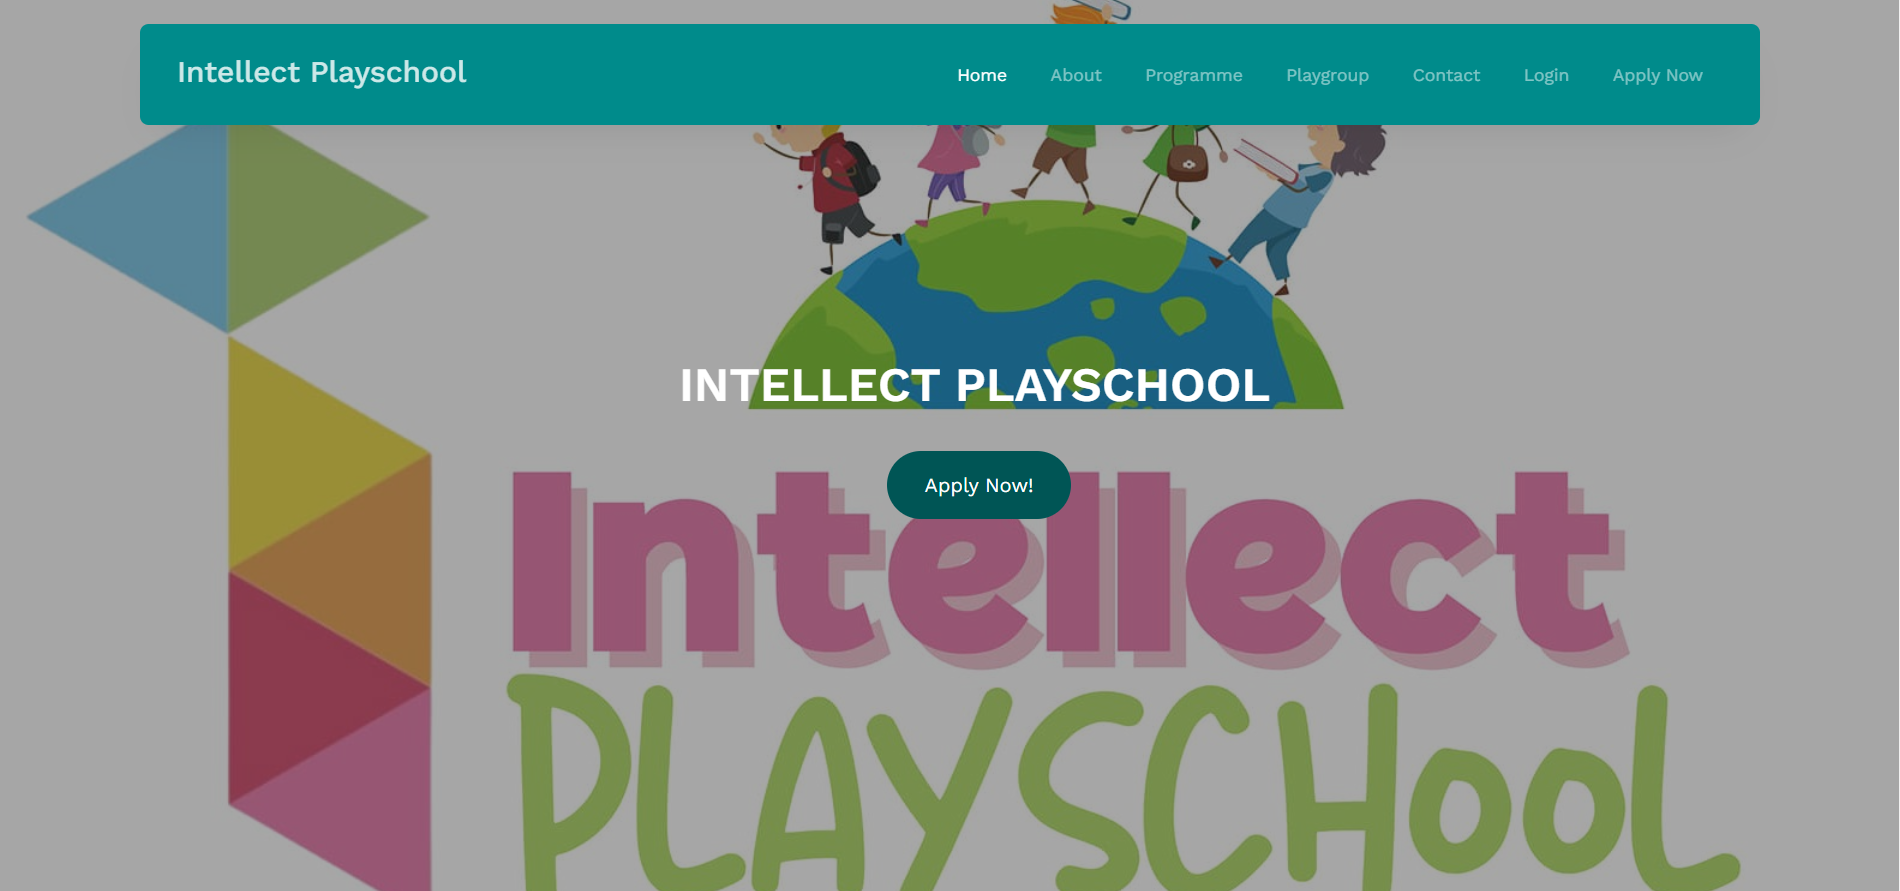 Intellect Playschool
Home About Programme Playgroup Contact Login Apply Now
INTELLECT PLAYSCHOOL
Apply Now!
Intellect
PLAYSCHOOL